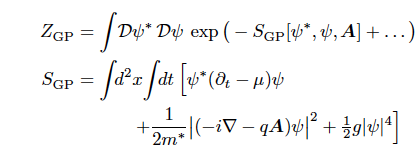 Z_GP = ∫𝒟ψ* 𝒟ψ exp ( − S_GP[ψ*, ψ, A] + … )
S_GP = ∫d²x ∫dt [ψ*(∂_t − μ)ψ
+ 1/2m* |(−i∇ − qA)ψ|² + ½g|ψ|⁴]